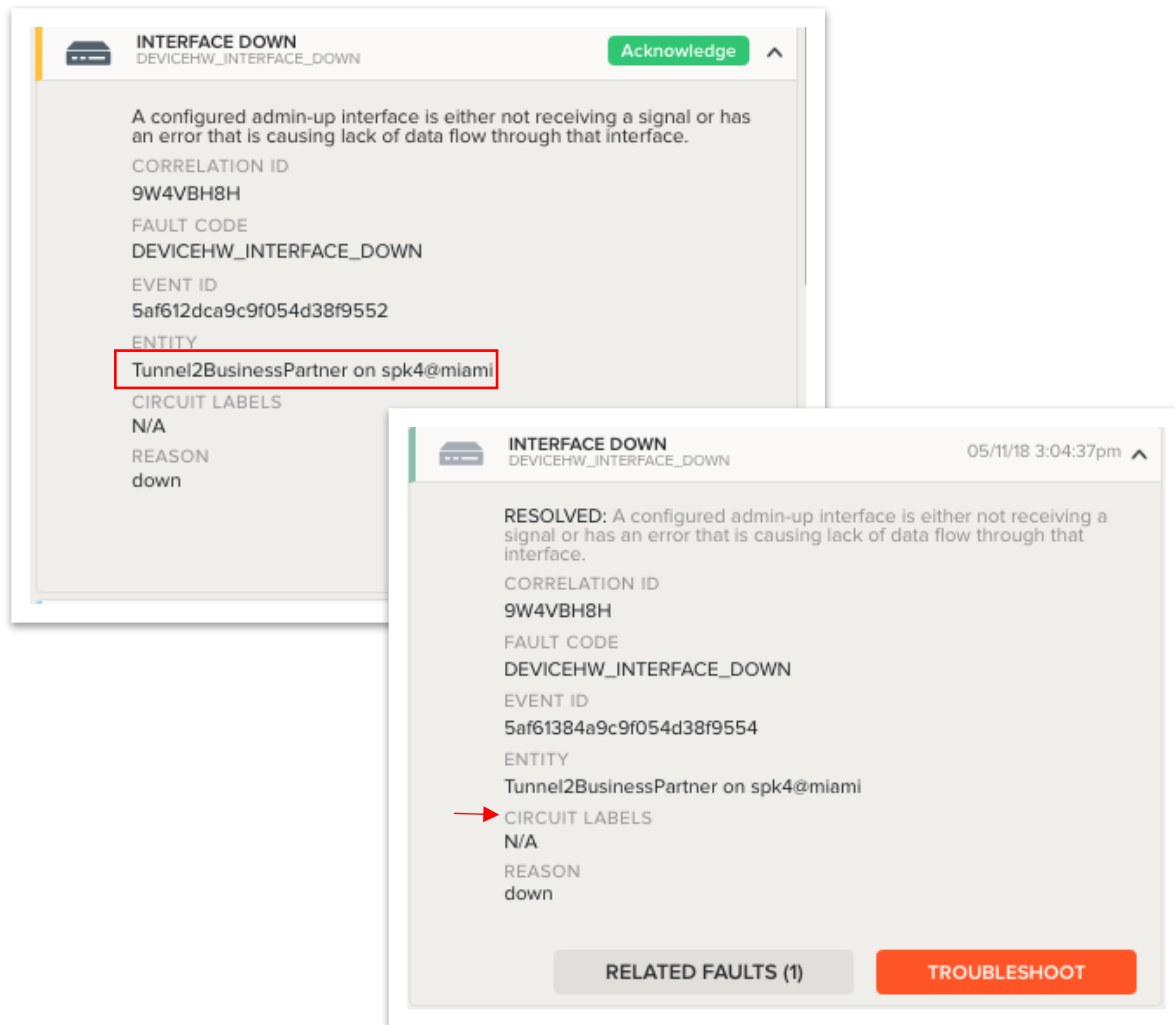 INTERFACE DOWN
DEVICEHW_INTERFACE_DOWN
Acknowledge
A configured admin-up interface is either not receiving a signal or has
an error that is causing lack of data flow through that interface.
CORRELATION ID
9W4VBH8H
FAULT CODE
DEVICEHW_INTERFACE_DOWN
EVENT ID
5af612dca9c9f054d38f9552
ENTITY
Tunnel2BusinessPartner on spk4@miami
CIRCUIT LABELS
N/A
REASON
down
INTERFACE DOWN
DEVICEHW_INTERFACE_DOWN
05/11/18 3:04:37pm
RESOLVED: A configured admin-up interface is either not receiving a
signal or has an error that is causing lack of data flow through that
interface.
CORRELATION ID
9W4VBH8H
FAULT CODE
DEVICEHW_INTERFACE_DOWN
EVENT ID
5af61384a9c9f054d38f9554
ENTITY
Tunnel2BusinessPartner on spk4@miami
CIRCUIT LABELS
N/A
REASON
down
RELATED FAULTS (1)
TROUBLESHOOT